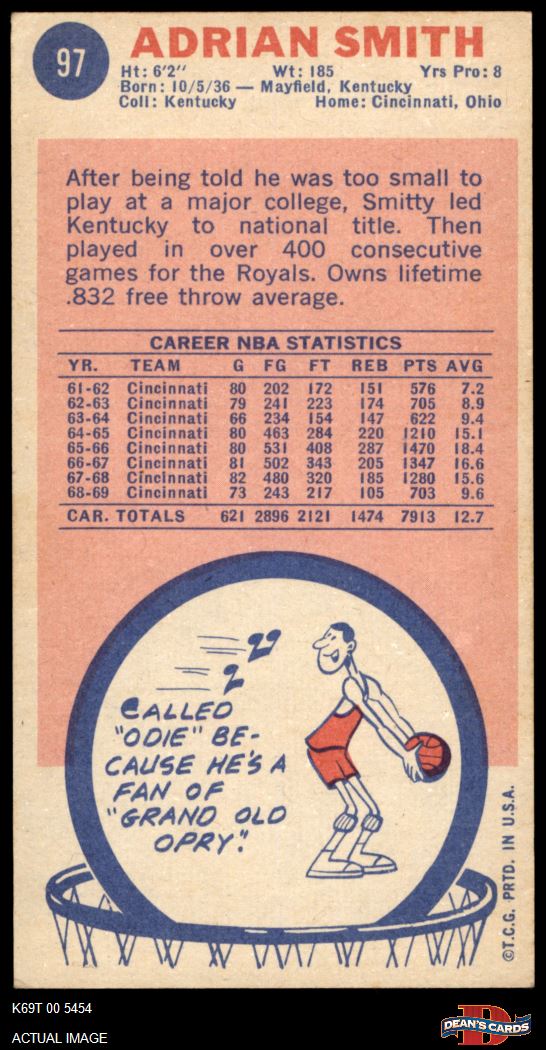 97
ADRIAN SMITH
Ht: 6'2" Wt: 185 Yrs Pro: 8
Born: 10/5/36 — Mayfield, Kentucky
Coll: Kentucky Home: Cincinnati, Ohio
After being told he was too small to
play at a major college, Smitty led
Kentucky to national title. Then
played in over 400 consecutive
games for the Royals. Owns lifetime
.832 free throw average.
CAREER NBA STATISTICS
YR. TEAM G FG FT REB PTS AVG
61-62 Cincinnati 80 202 172 151 576 7.2
62-63 Cincinnati 79 241 223 174 705 8.9
63-64 Cincinnati 66 234 154 147 622 9.4
64-65 Cincinnati 80 463 284 220 1210 15.1
65-66 Cincinnati 80 531 408 287 1470 18.4
66-67 Cincinnati 81 502 343 205 1347 16.6
67-68 Cincinnati 82 480 320 185 1280 15.6
68-69 Cincinnati 73 243 217 105 703 9.6
CAR. TOTALS 621 2896 2121 1474 7913 12.7
CALLED
"ODIE" BE-
CAUSE HE'S A
FAN OF
"GRAND OLD
OPRY."
©T.C.G. PRTD. IN U.S.A.
K69T 00 5454
ACTUAL IMAGE
D
DEAN'S CARDS